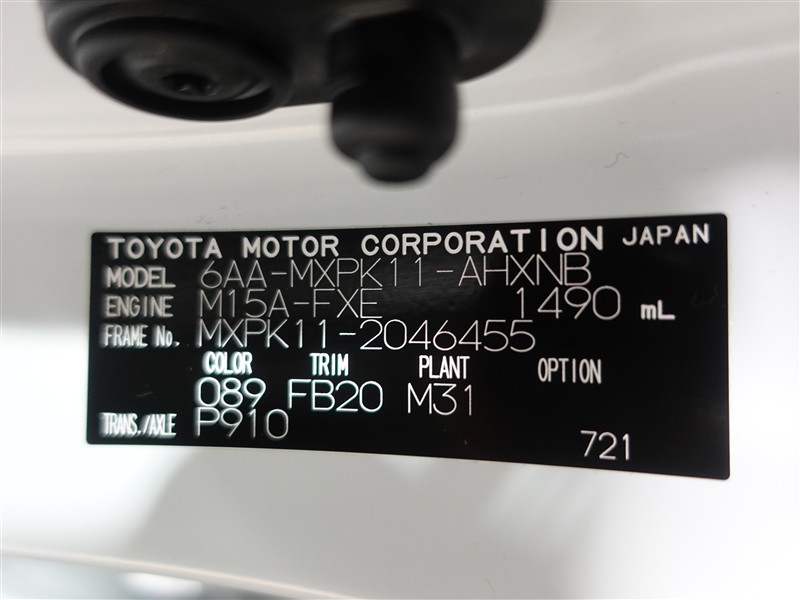 TOYOTA MOTOR CORPORATION JAPAN
MODEL 6AA-MXPK11-AHXNB
ENGINE M15A-FXE 1490 mL
FRAME No. MXPK11-2046455
COLOR TRIM PLANT OPTION
089 FB20 M31
TRANS./AXLE P910
721